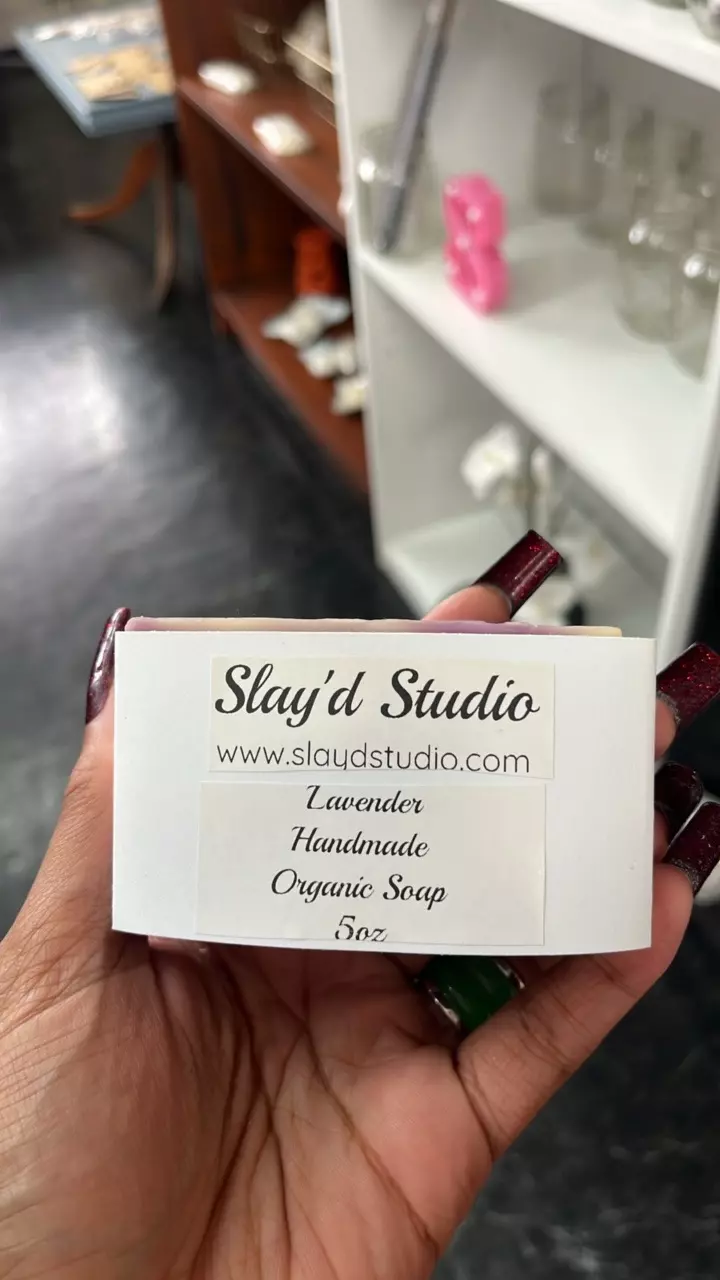 Slay'd Studio
www.slaydstudio.com
Lavender
Handmade
Organic Soap
5oz